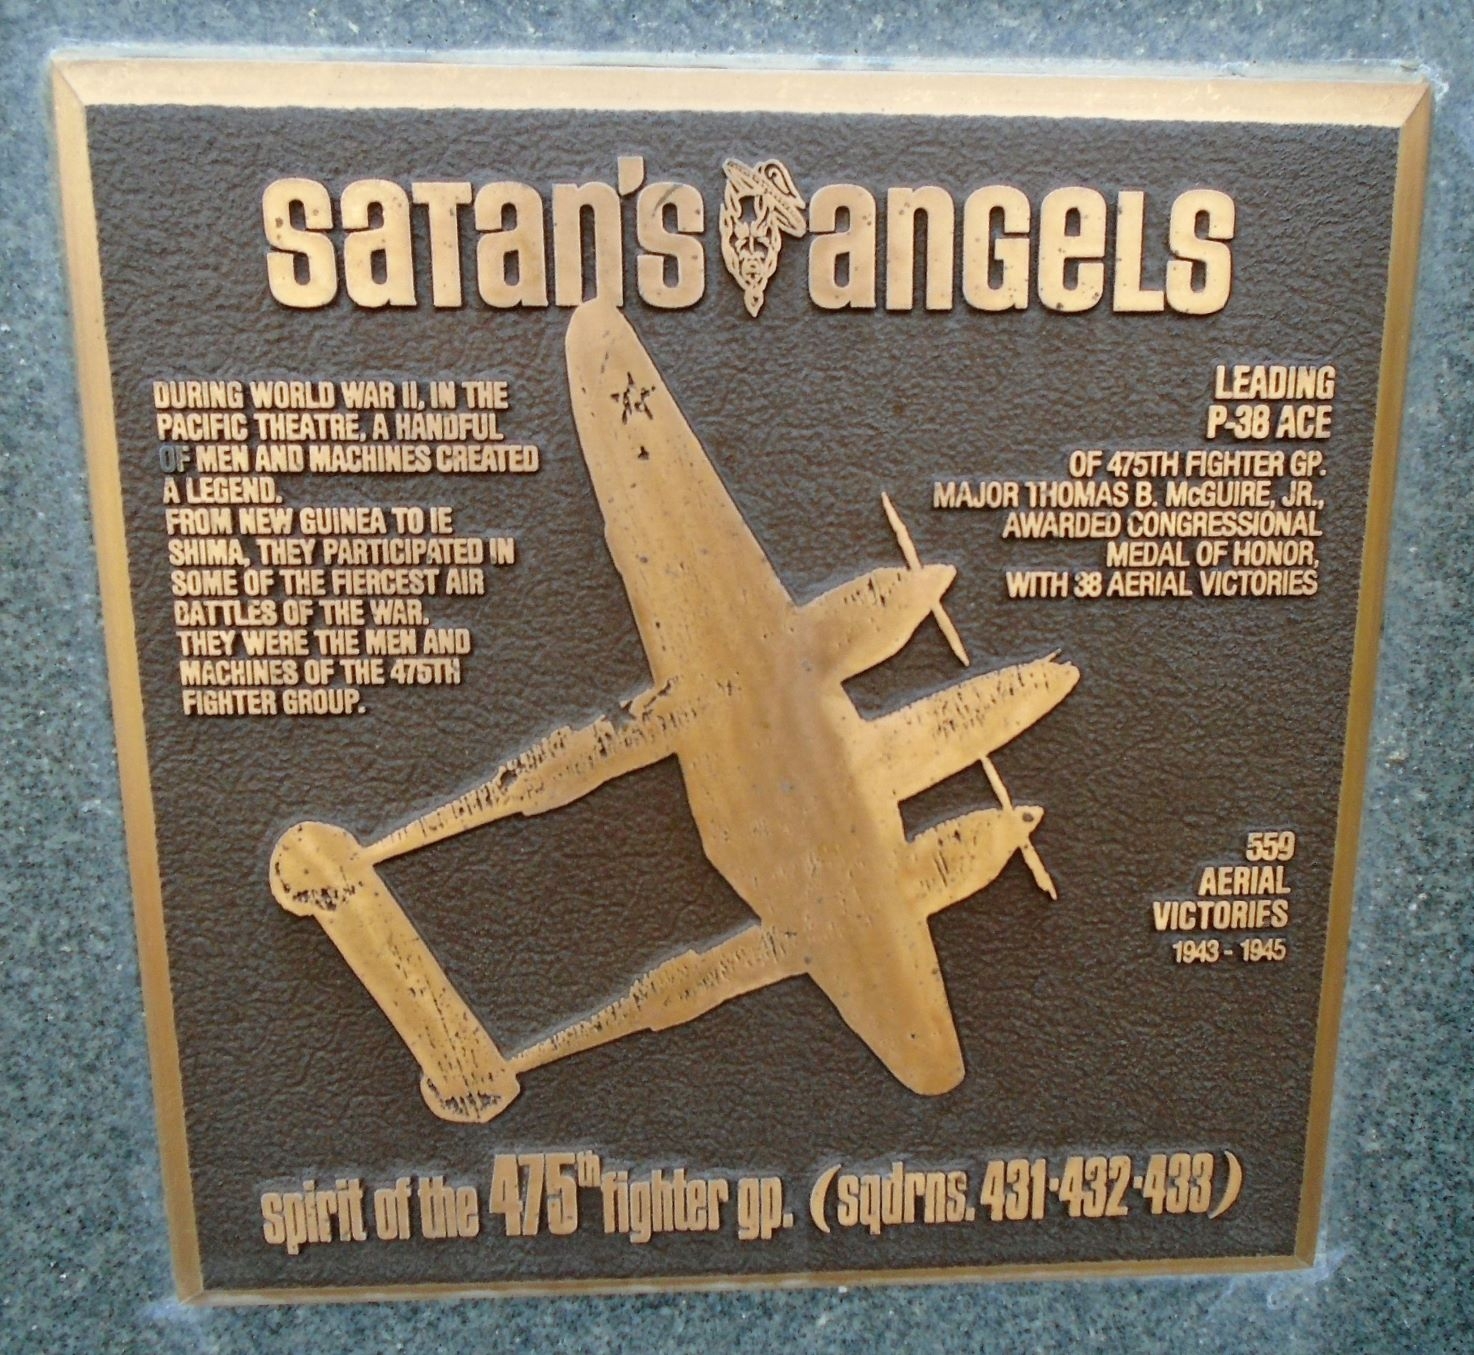 SATAN'S ANGELS
DURING WORLD WAR II, IN THE
PACIFIC THEATRE, A HANDFUL
OF MEN AND MACHINES CREATED
A LEGEND.
FROM NEW GUINEA TO IE
SHIMA, THEY PARTICIPATED IN
SOME OF THE FIERCEST AIR
BATTLES OF THE WAR.
THEY WERE THE MEN AND
MACHINES OF THE 475TH
FIGHTER GROUP.
LEADING
P-38 ACE
OF 475TH FIGHTER GP.
MAJOR THOMAS B. McGUIRE, JR.,
AWARDED CONGRESSIONAL
MEDAL OF HONOR,
WITH 38 AERIAL VICTORIES
559
AERIAL
VICTORIES
1943 - 1945
spirit of the 475th fighter gp. (sqdrns. 431·432·433)